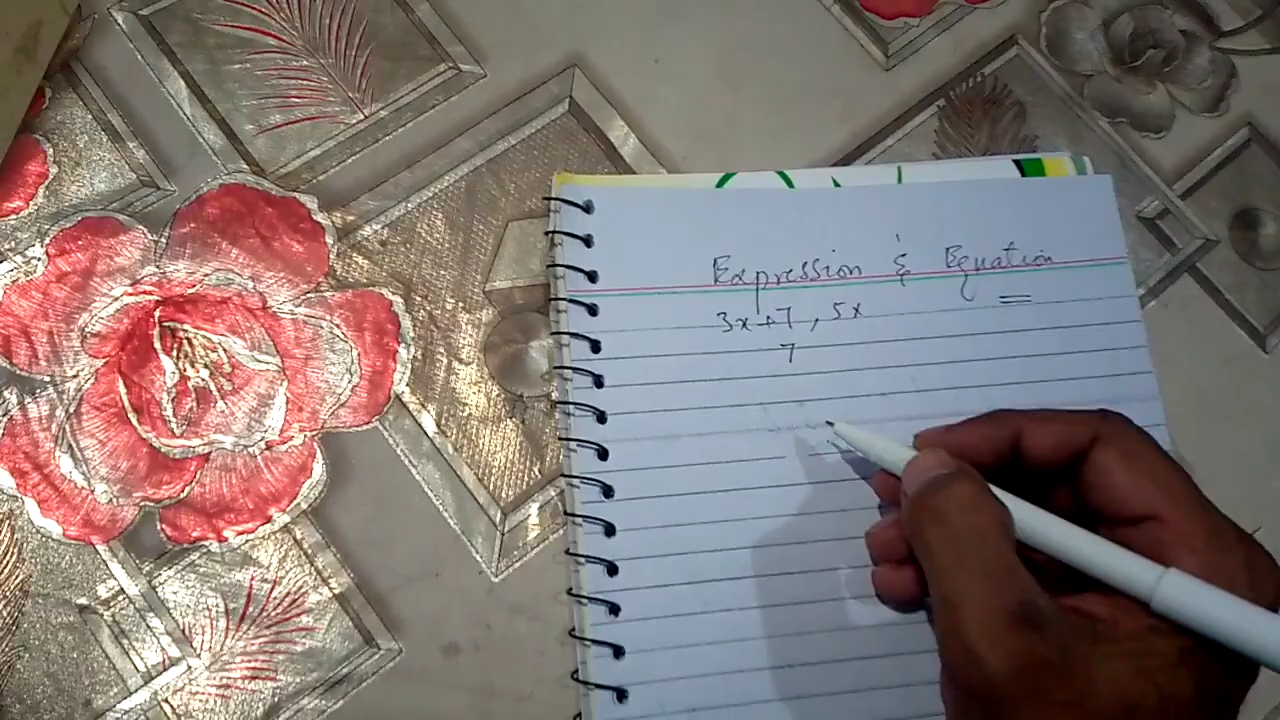 Expression & Equation
3x+7, 5x =
7